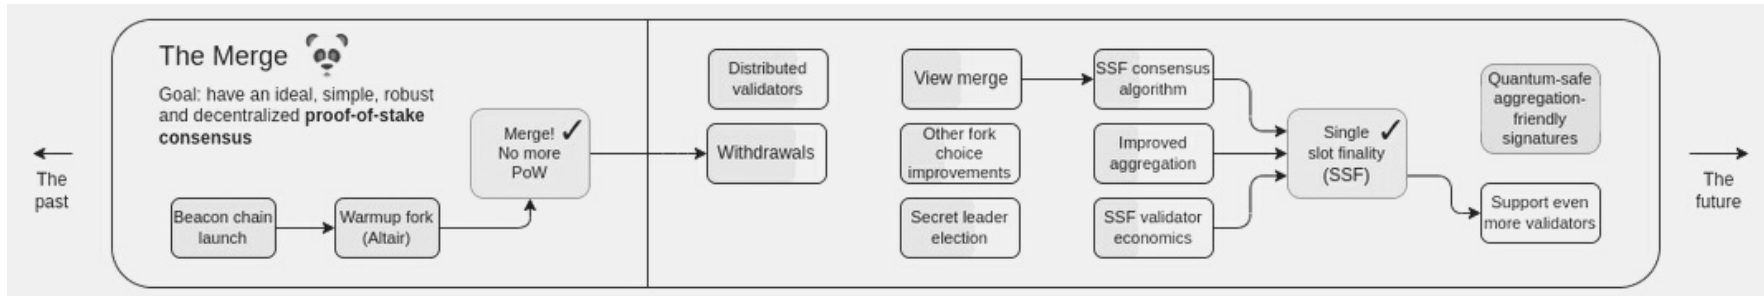 The Merge
Goal: have an ideal, simple, robust
and decentralized proof-of-stake
consensus
The
past
Beacon chain
launch
Warmup fork
(Altair)
Merge!
No more
PoW
Distributed
validators
Withdrawals
View merge
Other fork
choice
improvements
Secret leader
election
SSF consensus
algorithm
Improved
aggregation
SSF validator
economics
Single
slot finality
(SSF)
Quantum-safe
aggregation-
friendly
signatures
Support even
more validators
The
future